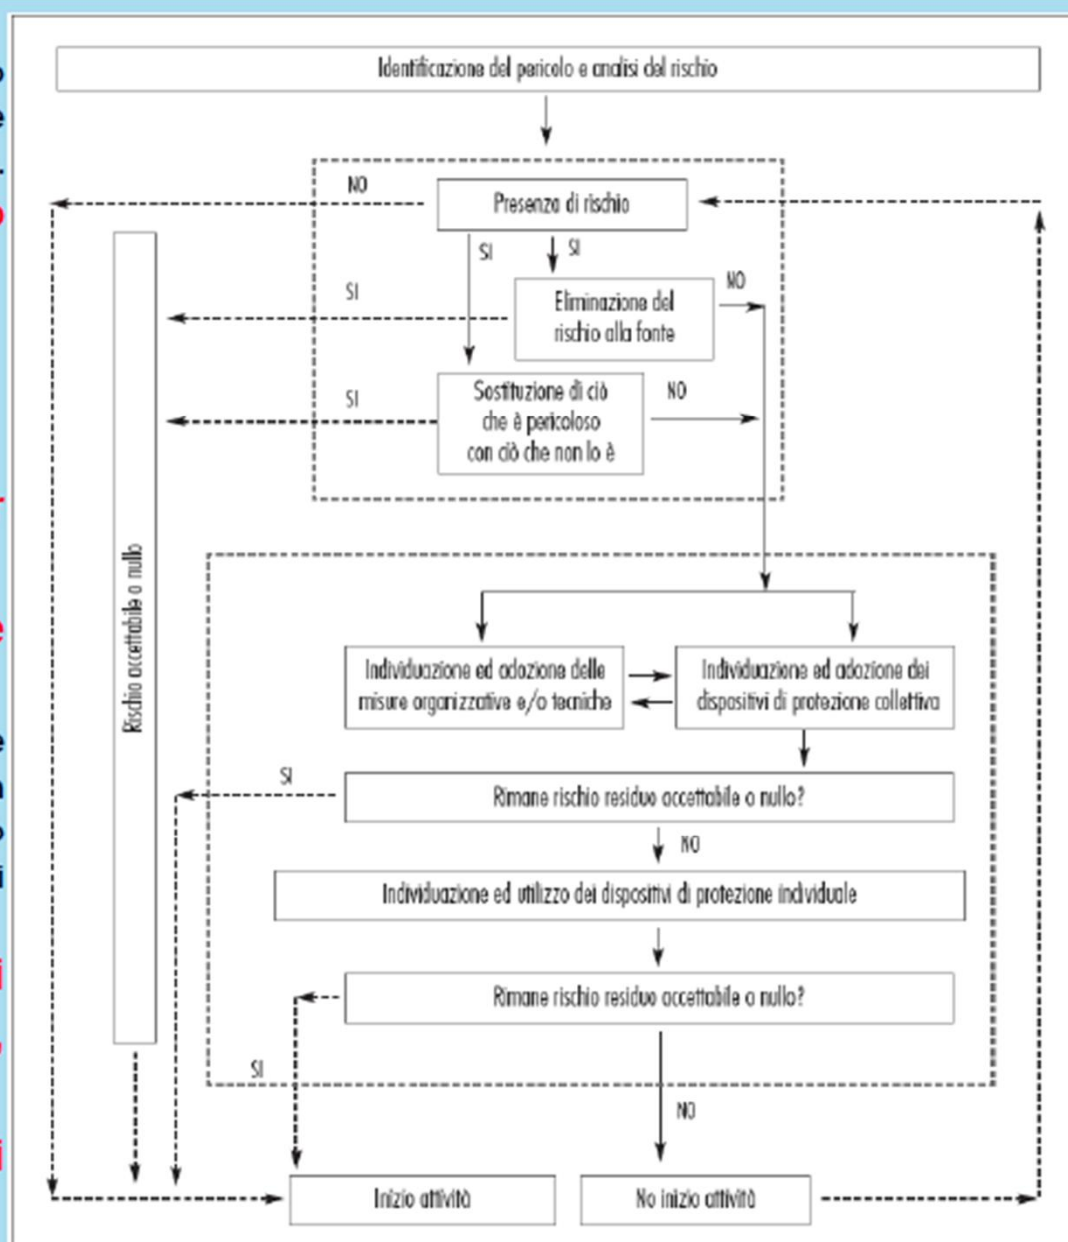 Identificazione del pericolo e analisi del rischio
NO
Presenza di rischio
SI
SI
SI
Eliminazione del
rischio alla fonte
NO
SI
Sostituzione di ciò
che è pericoloso
con ciò che non lo è
NO
Rischio accettabile o nullo
Individuazione ed adozione delle
misure organizzative e/o tecniche
Individuazione ed adozione dei
dispositivi di protezione collettiva
SI
Rimane rischio residuo accettabile o nullo?
NO
Individuazione ed utilizzo dei dispositivi di protezione individuale
Rimane rischio residuo accettabile o nullo?
SI
NO
Inizio attività
No inizio attività